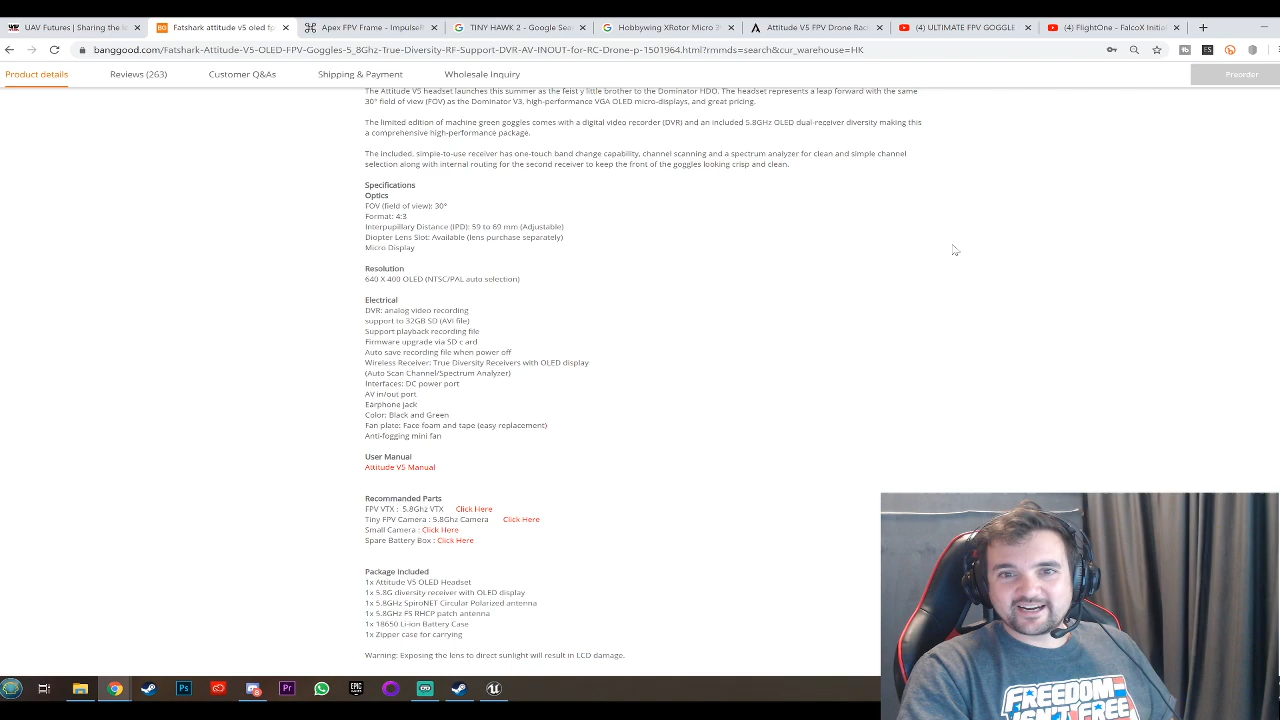 UAV Futures | Sharing the l
Fatshark attitude v5 oled fp
Apex FPV Frame - ImpulseR
TINY HAWK 2 - Google Sear
Hobbywing XRotor Micro 3
Attitude V5 FPV Drone Rac
(4) ULTIMATE FPV GOGGLE
(4) FlightOne - FalcoX Initia
banggood.com/Fatshark-Attitude-V5-OLED-FPV-Goggles-5_8Ghz-True-Diversity-RF-Support-DVR-AV-INOUT-for-RC-Drone-p-1501964.html?rmmds=search&cur_warehouse=HK
Product details Reviews (263) Customer Q&As Shipping & Payment Wholesale Inquiry Preorder
The Attitude V5 headset launches this summer as the feist y little brother to the Dominator HDO. The headset represents a leap forward with the same
30° field of view (FOV) as the Dominator V3, high-performance VGA OLED micro-displays, and great pricing.
The limited edition of machine green goggles comes with a digital video recorder (DVR) and an included 5.8GHz OLED dual-receiver diversity making this
a comprehensive high-performance package.
The included, simple-to-use receiver has one-touch band change capability, channel scanning and a spectrum analyzer for clean and simple channel
selection along with internal routing for the second receiver to keep the front of the goggles looking crisp and clean.
Specifications
Optics
FOV (field of view): 30°
Format: 4:3
Interpupillary Distance (IPD): 59 to 69 mm (Adjustable)
Diopter Lens Slot: Available (lens purchase separately)
Micro Display
Resolution
640 X 400 OLED (NTSC/PAL auto selection)
Electrical
DVR: analog video recording
support to 32GB SD (AVI file)
Support playback recording file
Firmware upgrade via SD c ard
Auto save recording file when power off
Wireless Receiver: True Diversity Receivers with OLED display
(Auto Scan Channel/Spectrum Analyzer)
Interfaces: DC power port
AV in/out port
Earphone jack
Color: Black and Green
Fan plate: Face foam and tape (easy replacement)
Anti-fogging mini fan
User Manual
Attitude V5 Manual
Recommanded Parts
FPV VTX : 5.8Ghz VTX Click Here
Tiny FPV Camera : 5.8Ghz Camera Click Here
Small Camera : Click Here
Spare Battery Box : Click Here
Package Included
1x Attitude V5 OLED Headset
1x 5.8G diversity receiver with OLED display
1x 5.8GHz SpiroNET Circular Polarized antenna
1x 5.8GHz FS RHCP patch antenna
1x 18650 Li-ion Battery Case
1x Zipper case for carrying
Warning: Exposing the lens to direct sunlight will result in LCD damage.
FREEDOM
ISN'T FREE